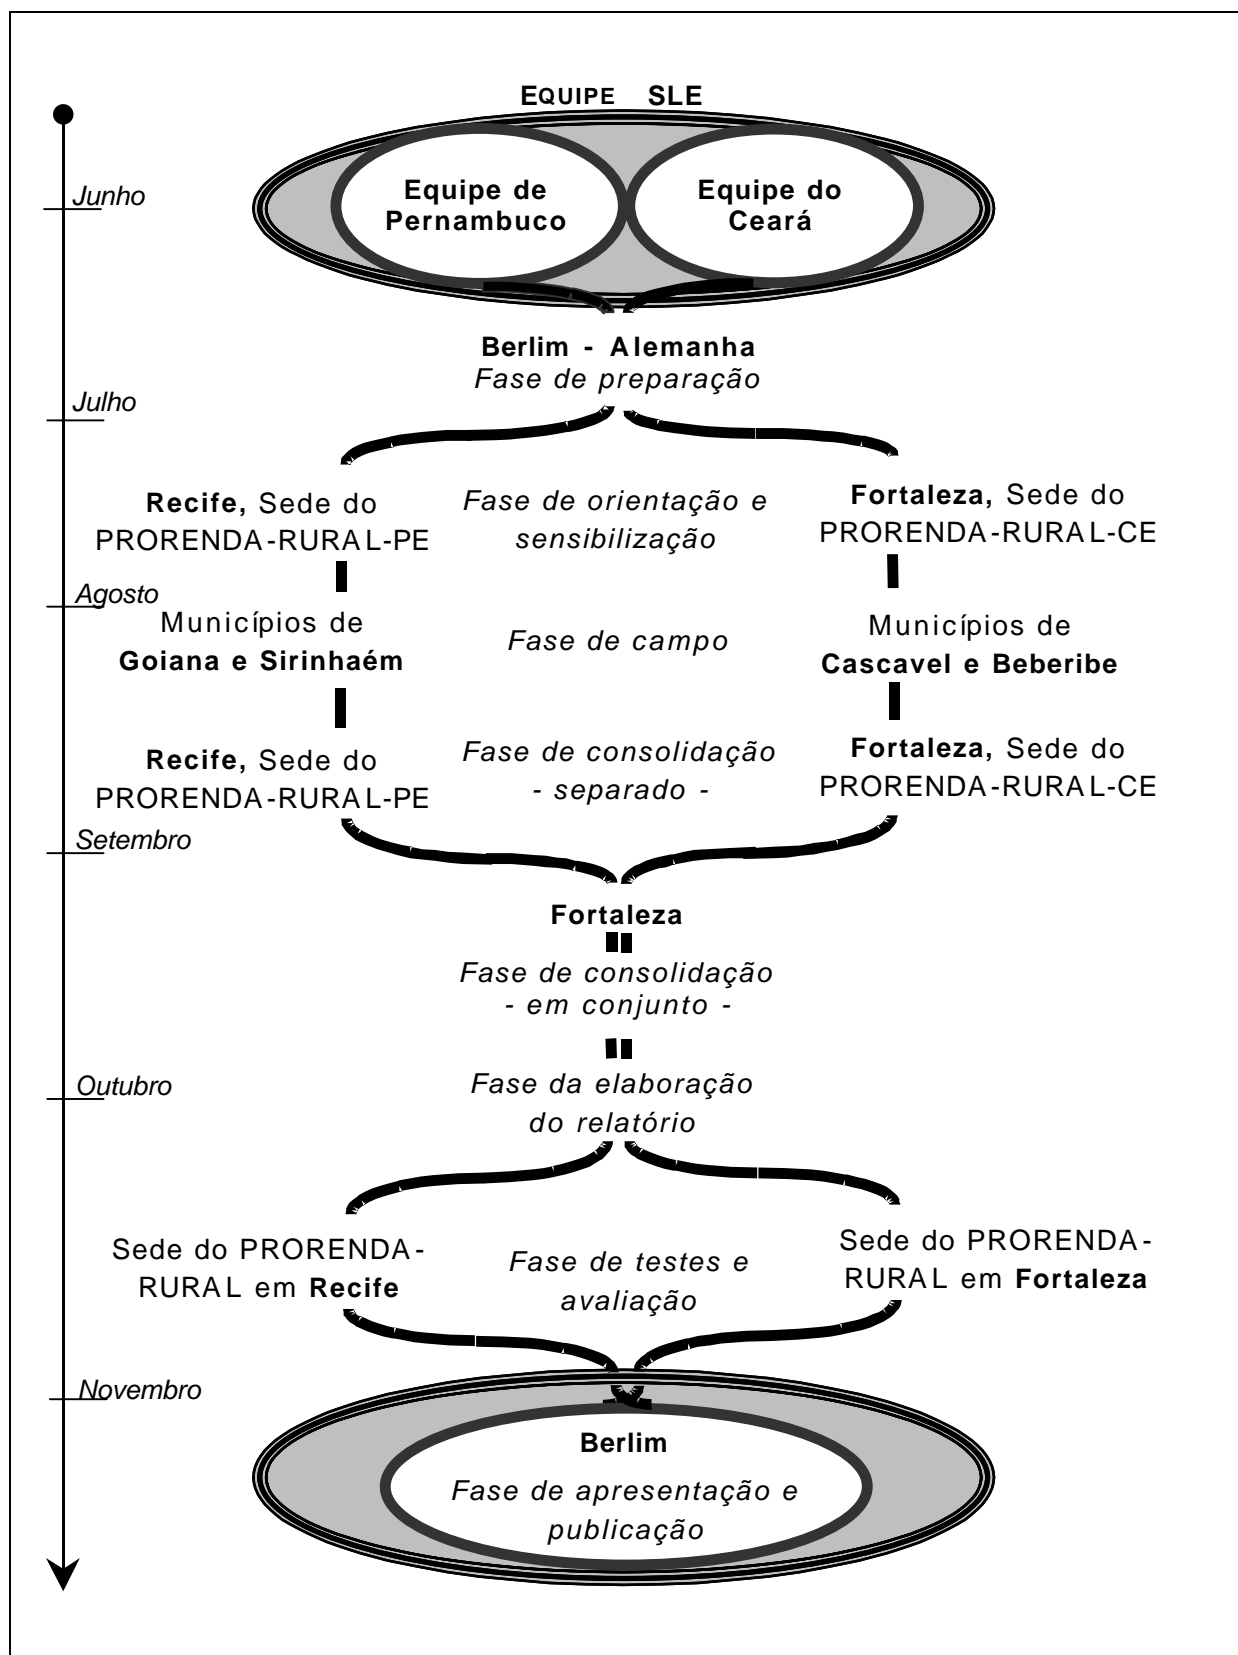 EQUIPE SLE
Equipe de
Pernambuco
Equipe do
Ceará
Junho
Berlim - Alemanha
Fase de preparação
Julho
Recife, Sede do
PRORENDA-RURAL-PE
Fase de orientação e
sensibilização
Fortaleza, Sede do
PRORENDA-RURAL-CE
Agosto
Municípios de
Goiana e Sirinhaém
Fase de campo
Municípios de
Cascavel e Beberibe
Recife, Sede do
PRORENDA-RURAL-PE
Fase de consolidação
- separado -
Fortaleza, Sede do
PRORENDA-RURAL-CE
Setembro
Fortaleza
Fase de consolidação
- em conjunto -
Outubro
Fase da elaboração
do relatório
Sede do PRORENDA-
RURAL em Recife
Fase de testes e
avaliação
Sede do PRORENDA-
RURAL em Fortaleza
Novembro
Berlim
Fase de apresentação e
publicação